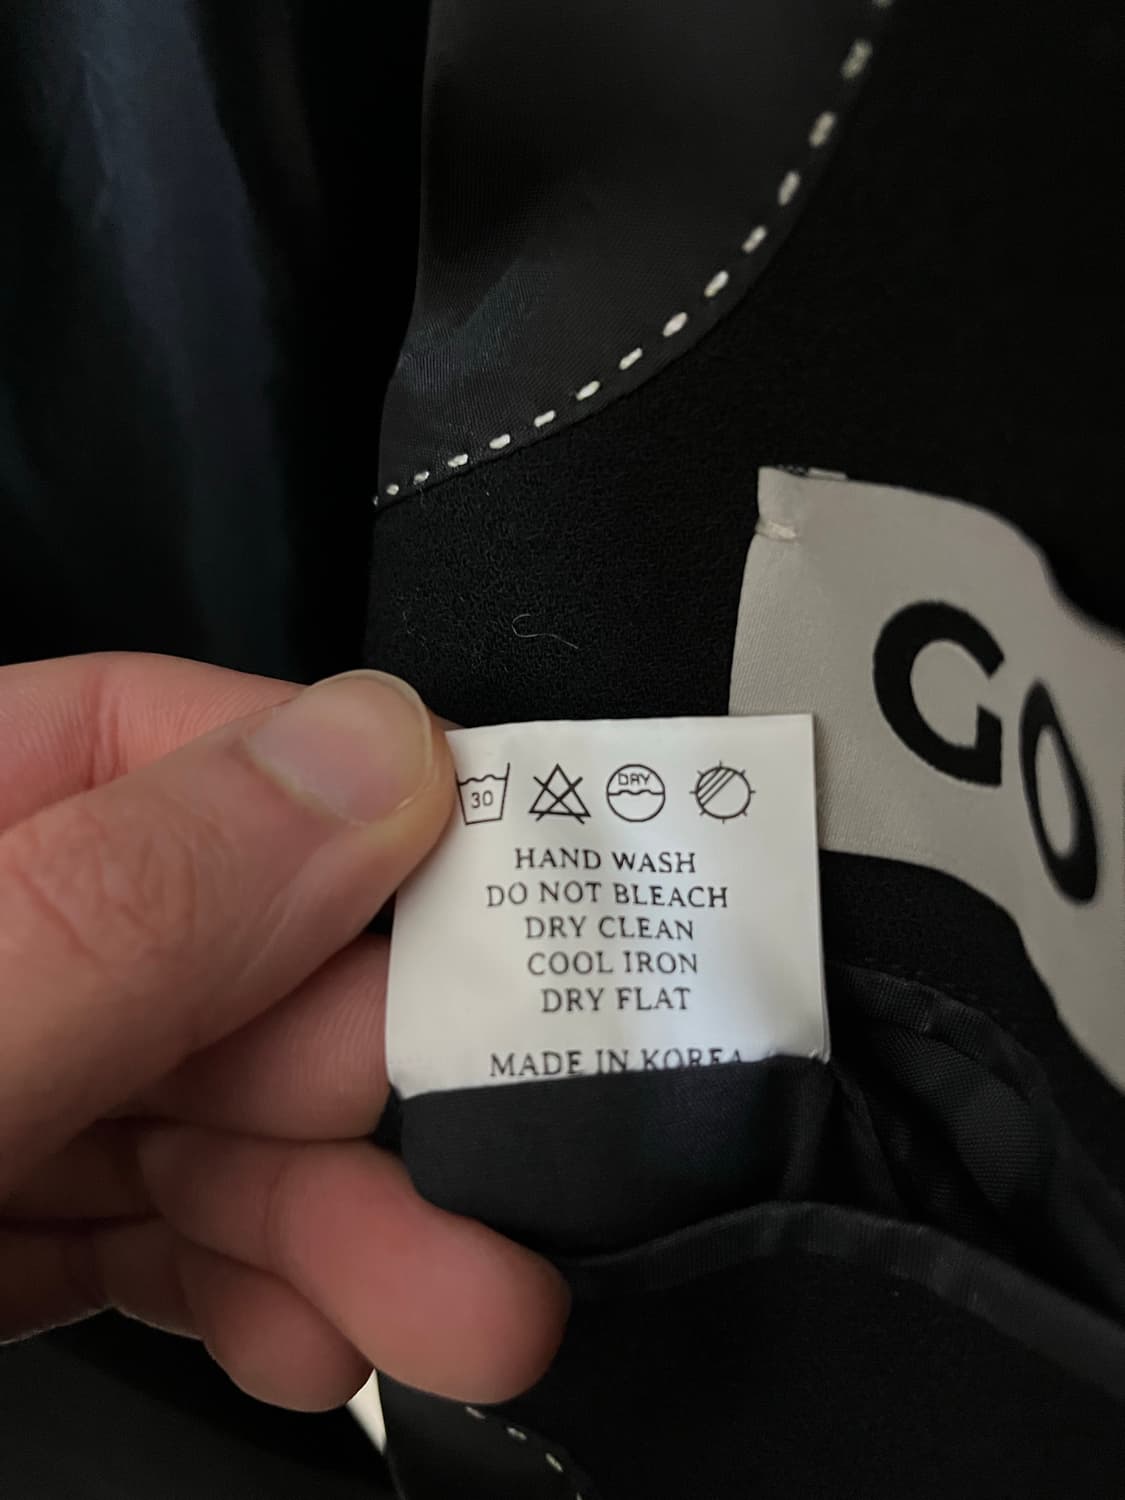 GO
30
DRY
HAND WASH
DO NOT BLEACH
DRY CLEAN
COOL IRON
DRY FLAT
MADE IN KOREA